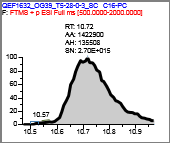 QEF1632_OG39_T5-28-0-3_SC C16-PC
F: FTMS + p ESI Full ms [500.0000-2000.0000]
RT: 10.72
AA: 1422900
AH: 135508
SN: 2.70E+015
100
80
60
40
20
0
10.57
10.5 10.6 10.7 10.8 10.9